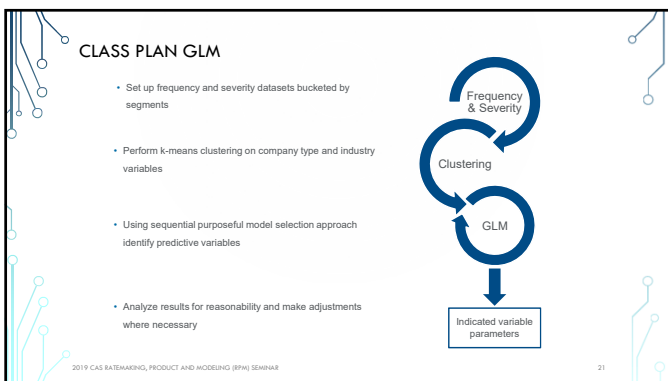 CLASS PLAN GLM
• Set up frequency and severity datasets bucketed by
segments
• Perform k-means clustering on company type and industry
variables
• Using sequential purposeful model selection approach
identify predictive variables
• Analyze results for reasonability and make adjustments
where necessary
Frequency
& Severity
Clustering
GLM
Indicated variable
parameters
2019 CAS RATEMAKING, PRODUCT AND MODELING (RPM) SEMINAR
21